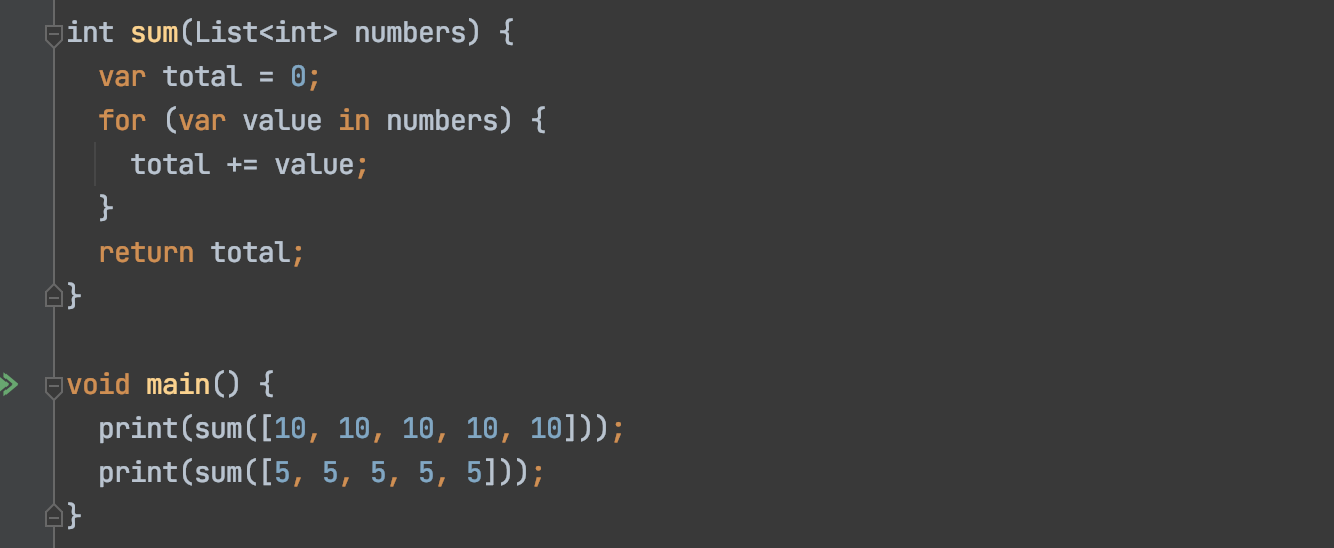 int sum(List<int> numbers) {
  var total = 0;
  for (var value in numbers) {
    total += value;
  }
  return total;
}
void main() {
  print(sum([10, 10, 10, 10, 10]));
  print(sum([5, 5, 5, 5, 5]));
}